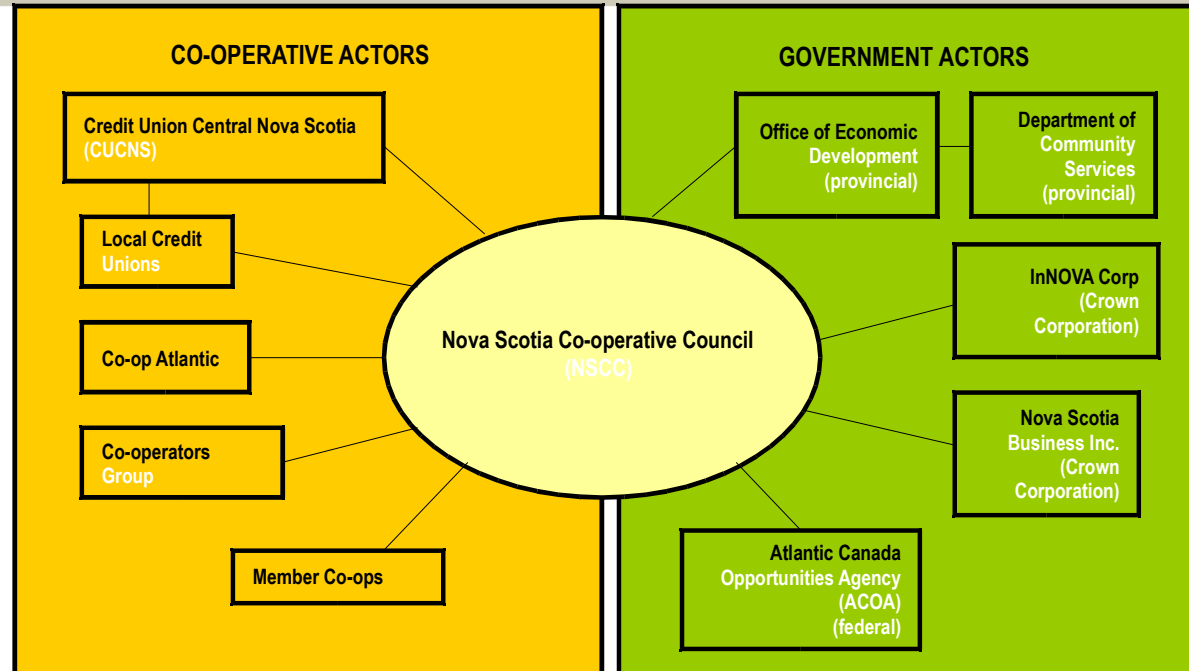 CO-OPERATIVE ACTORS
Credit Union Central Nova Scotia
(CUCNS)
Local Credit
Unions
Co-op Atlantic
Co-operators
Group
Member Co-ops
Nova Scotia Co-operative Council
(NSCC)
GOVERNMENT ACTORS
Office of Economic
Development
(provincial)
Department of
Community
Services
(provincial)
InNOVA Corp
(Crown
Corporation)
Nova Scotia
Business Inc.
(Crown
Corporation)
Atlantic Canada
Opportunities Agency
(ACOA)
(federal)